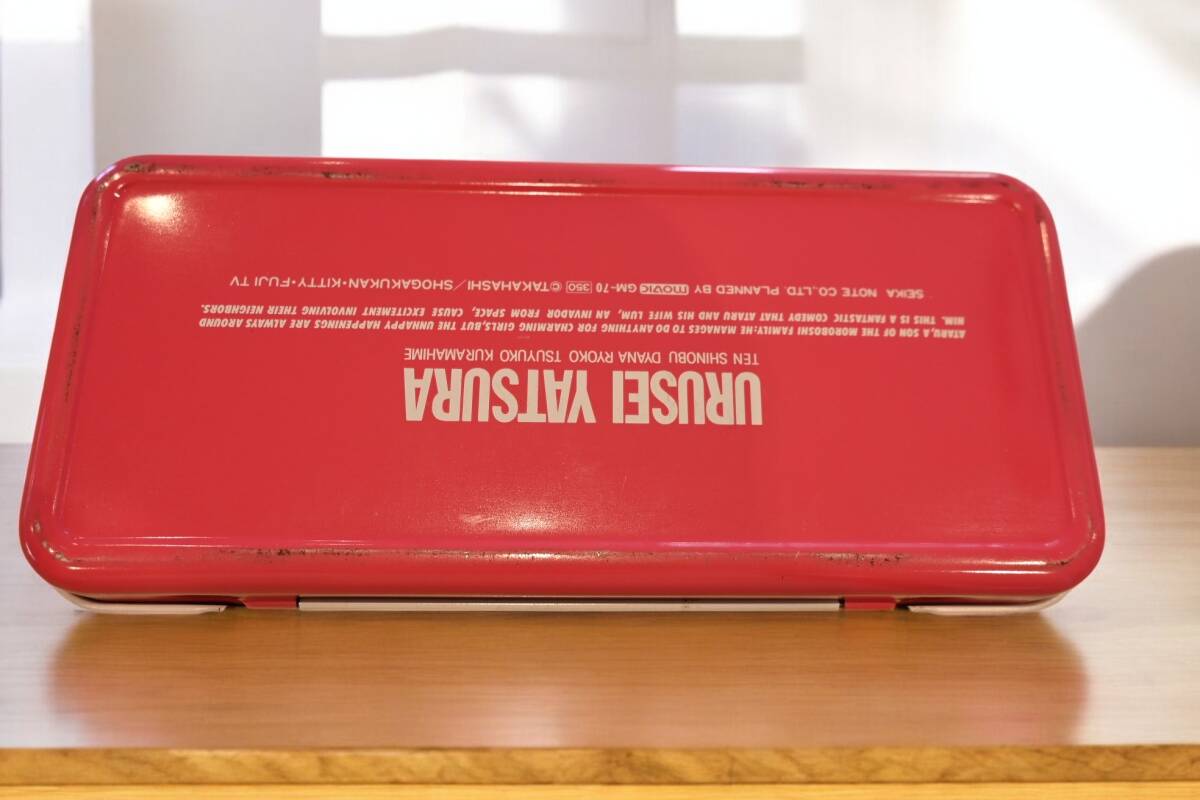 URUSEI YATSURA
TEN SHINOBU DYANA RYOKO TSUYUKO KURAMAHIME
ATARU, A SON OF THE MOROBOSHI FAMILY-HE MANAGES TO DO ANYTHING FOR CHARMING GIRLS, BUT THE UNHAPPY HAPPENINGS ARE ALWAYS AROUND
HIM. THIS IS A FANTASTIC COMEDY THAT ATARU AND HIS WIFE LUM, AN INVADOR FROM SPACE, CAUSE EXCITEMENT INVOLVING THEIR NEIGHBORS.
SEIKA NOTE CO.,LTD. PLANNED BY movic GM-70 350 ©TAKAHASHI/SHOGAKUKAN・KITTY・FUJI TV